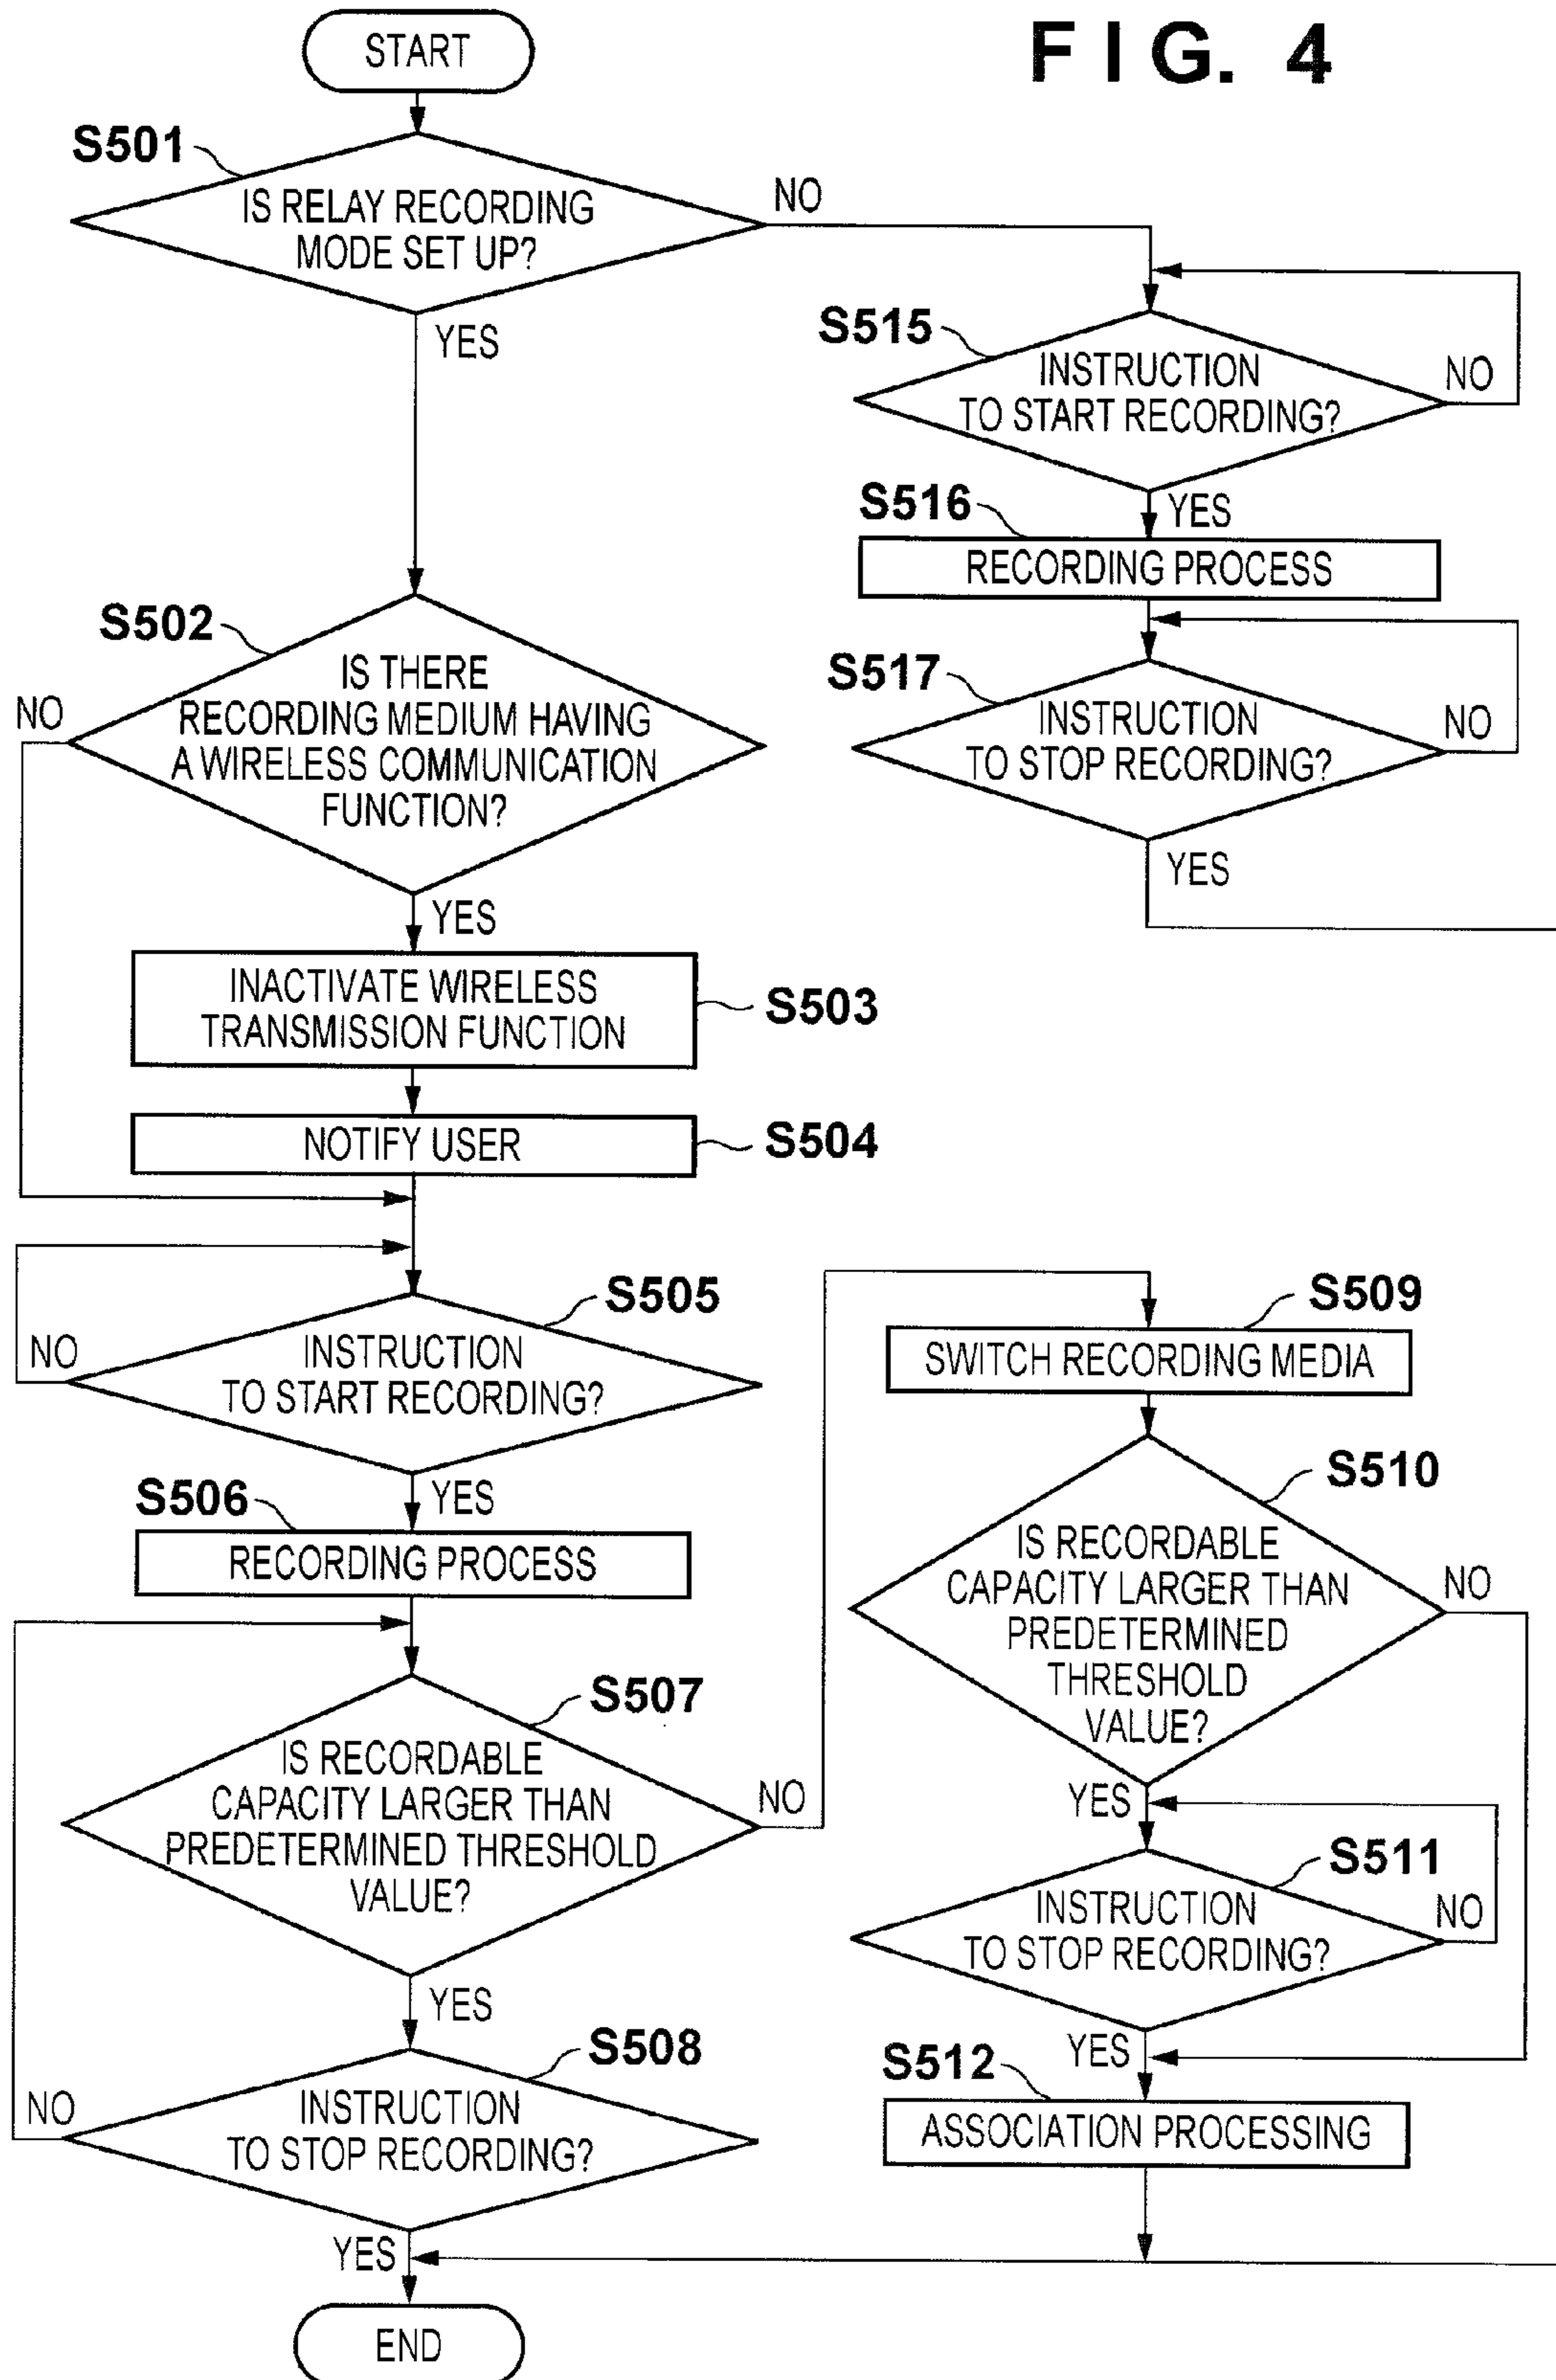 FIG. 4
START
S501
IS RELAY RECORDING
MODE SET UP?
NO
YES
S515
INSTRUCTION
TO START RECORDING?
NO
YES
S516
RECORDING PROCESS
S517
INSTRUCTION
TO STOP RECORDING?
NO
YES
S502
IS THERE
RECORDING MEDIUM HAVING
A WIRELESS COMMUNICATION
FUNCTION?
NO
YES
INACTIVATE WIRELESS
TRANSMISSION FUNCTION
S503
NOTIFY USER
S504
S505
INSTRUCTION
TO START RECORDING?
NO
YES
S506
RECORDING PROCESS
S507
IS RECORDABLE
CAPACITY LARGER THAN
PREDETERMINED THRESHOLD
VALUE?
NO
YES
S508
INSTRUCTION
TO STOP RECORDING?
NO
YES
S509
SWITCH RECORDING MEDIA
S510
IS RECORDABLE
CAPACITY LARGER THAN
PREDETERMINED
THRESHOLD
VALUE?
NO
YES
S511
INSTRUCTION
TO STOP RECORDING?
NO
YES
S512
ASSOCIATION PROCESSING
END